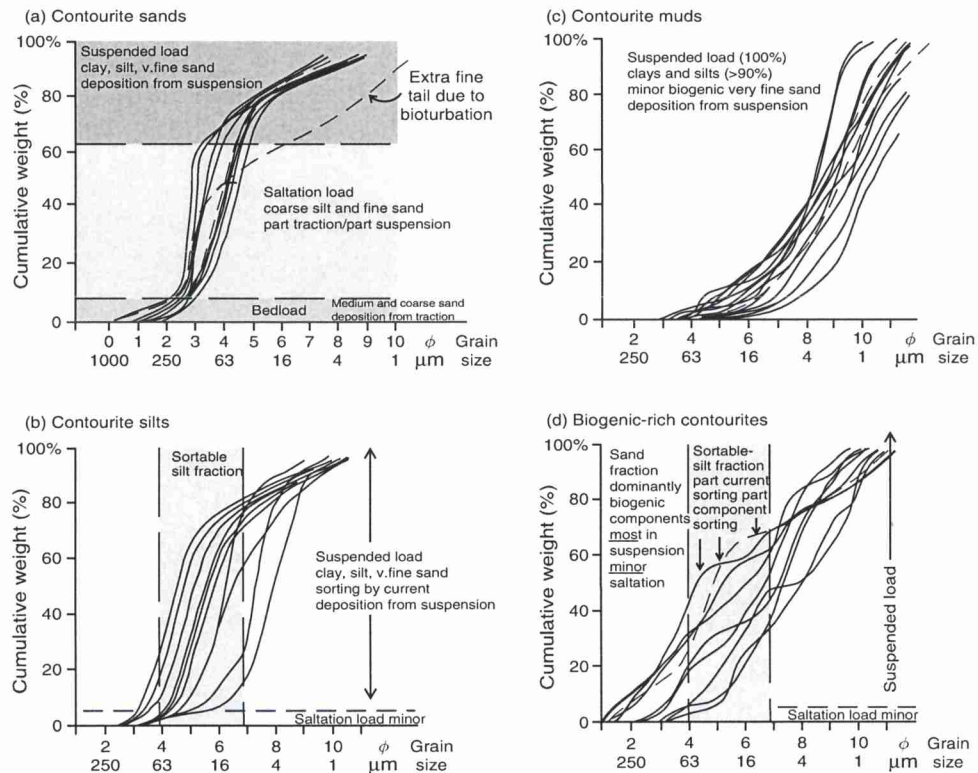 (a) Contourite sands
100%
80
60
40
20
0
Cumulative weight (%)
Suspended load
clay, silt, v.fine sand
deposition from suspension
Extra fine
tail due to
bioturbation
Saltation load
coarse silt and fine sand
part traction/part suspension
Bedload
Medium and coarse sand
deposition from traction
0 1 2 3 4 5 6 7 8 9 10 ϕ Grain
1000 250 63 16 4 1 μm size
(c) Contourite muds
100%
80
60
40
20
0
Cumulative weight (%)
Suspended load (100%)
clays and silts (>90%)
minor biogenic very fine sand
deposition from suspension
2 4 6 8 10 ϕ Grain
250 63 16 4 1 μm size
(b) Contourite silts
100%
80
60
40
20
0
Cumulative weight (%)
Sortable
silt fraction
Suspended load
clay, silt, v.fine sand
sorting by current
deposition from suspension
Saltation load minor
2 4 6 8 10 ϕ Grain
250 63 16 4 1 μm size
(d) Biogenic-rich contourites
100%
80
60
40
20
0
Cumulative weight (%)
Sand
fraction
dominantly
biogenic
components
most in
suspension
minor
saltation
Sortable-
silt fraction
part current
sorting part
component
sorting
Suspended load
Saltation load minor
2 4 6 8 10 ϕ Grain
250 63 16 4 1 μm size